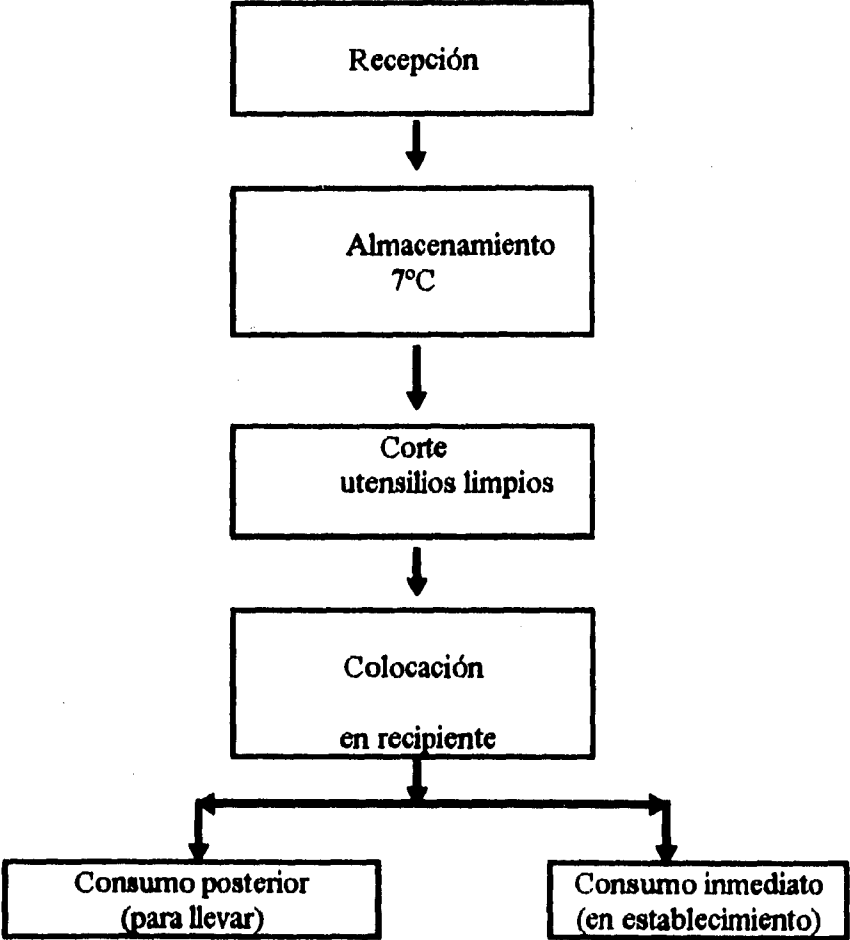 Recepción
Almacenamiento
7°C
Corte
utensilios limpios
Colocación
en recipiente
Consumo posterior
(para llevar)
Consumo inmediato
(en establecimiento)